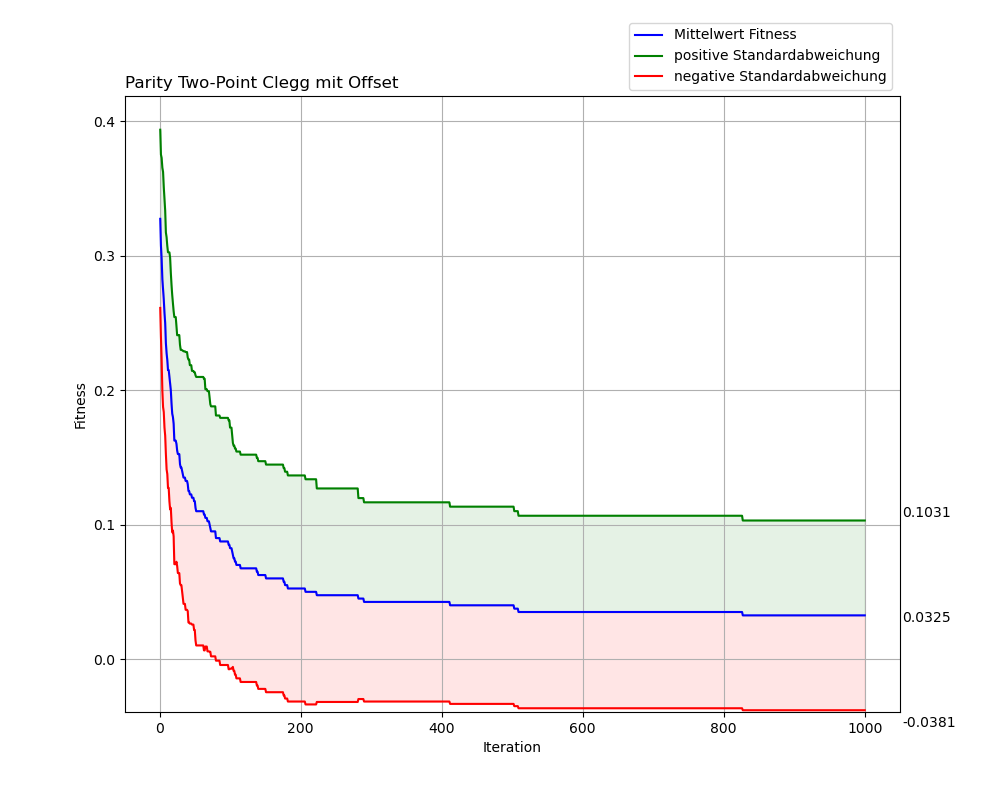 Mittelwert Fitness
positive Standardabweichung
negative Standardabweichung
Parity Two-Point Clegg mit Offset
0.4
0.3
0.2
0.1
0.0
Fitness
0.1031
0.0325
-0.0381
0 200 400 600 800 1000
Iteration